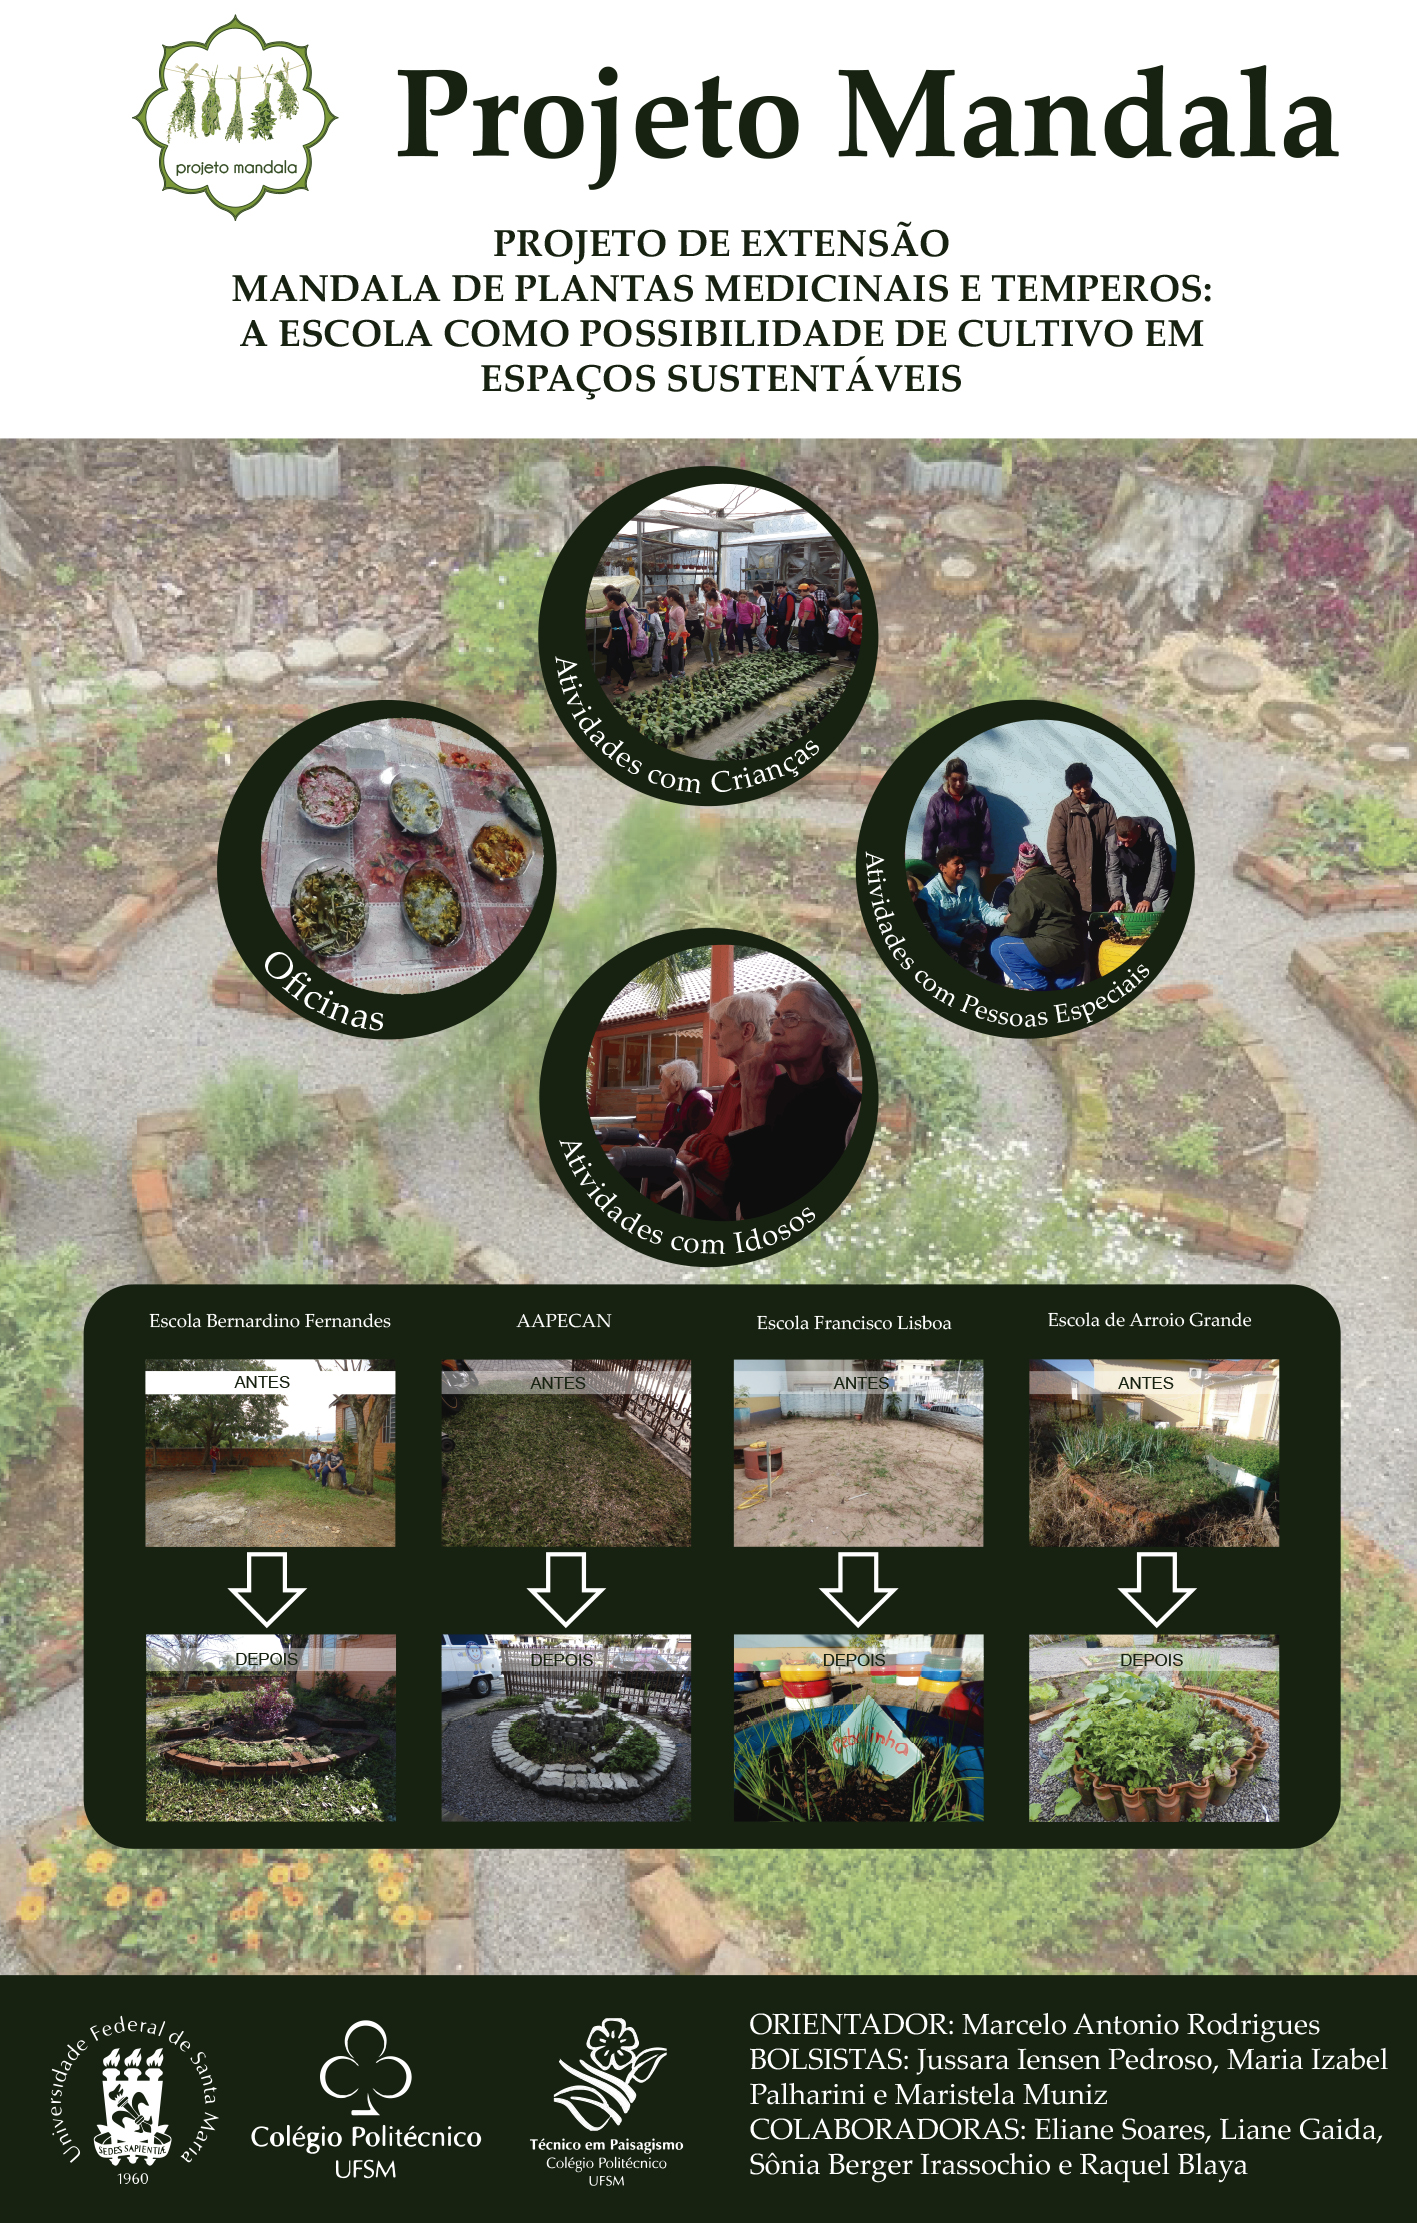 projeto mandala
Projeto Mandala
PROJETO DE EXTENSÃO
MANDALA DE PLANTAS MEDICINAIS E TEMPEROS:
A ESCOLA COMO POSSIBILIDADE DE CULTIVO EM
ESPAÇOS SUSTENTÁVEIS
Atividades com Crianças
Oficinas
Atividades com Pessoas Especiais
Atividades com Idosos
Escola Bernardino Fernandes
AAPECAN
Escola Francisco Lisboa
Escola de Arroio Grande
ANTES
ANTES
ANTES
ANTES
DEPOIS
DEPOIS
DEPOIS
DEPOIS
Cebolinha
Universidade Federal de Santa Maria
SEDES SAPIENTIÆ
1960
Colégio Politécnico
UFSM
Técnico em Paisagismo
Colégio Politécnico
UFSM
ORIENTADOR: Marcelo Antonio Rodrigues
BOLSISTAS: Jussara Iensen Pedroso, Maria Izabel
Palharini e Maristela Muniz
COLABORADORAS: Eliane Soares, Liane Gaida,
Sônia Berger Irassochio e Raquel Blaya